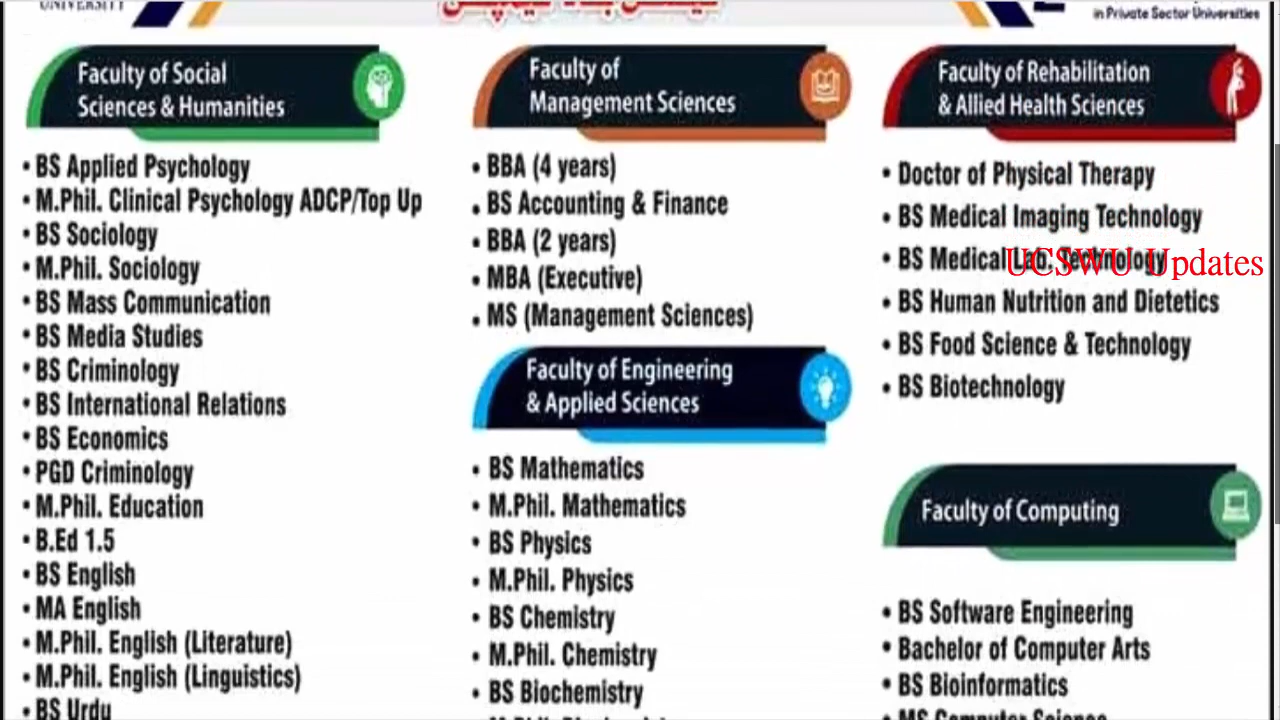 UNIVERSITY
in Private Sector Universities
Faculty of Social
Sciences & Humanities
• BS Applied Psychology
• M.Phil. Clinical Psychology ADCP/Top Up
• BS Sociology
• M.Phil. Sociology
• BS Mass Communication
• BS Media Studies
• BS Criminology
• BS International Relations
• BS Economics
• PGD Criminology
• M.Phil. Education
• B.Ed 1.5
• BS English
• MA English
• M.Phil. English (Literature)
• M.Phil. English (Linguistics)
• BS Urdu
Faculty of
Management Sciences
• BBA (4 years)
• BS Accounting & Finance
• BBA (2 years)
• MBA (Executive)
• MS (Management Sciences)
Faculty of Engineering
& Applied Sciences
• BS Mathematics
• M.Phil. Mathematics
• BS Physics
• M.Phil. Physics
• BS Chemistry
• M.Phil. Chemistry
• BS Biochemistry
Faculty of Rehabilitation
& Allied Health Sciences
• Doctor of Physical Therapy
• BS Medical Imaging Technology
• BS Medical Lab. Technology
UCSWU Updates
• BS Human Nutrition and Dietetics
• BS Food Science & Technology
• BS Biotechnology
Faculty of Computing
• BS Software Engineering
• Bachelor of Computer Arts
• BS Bioinformatics
• MS Computer Science